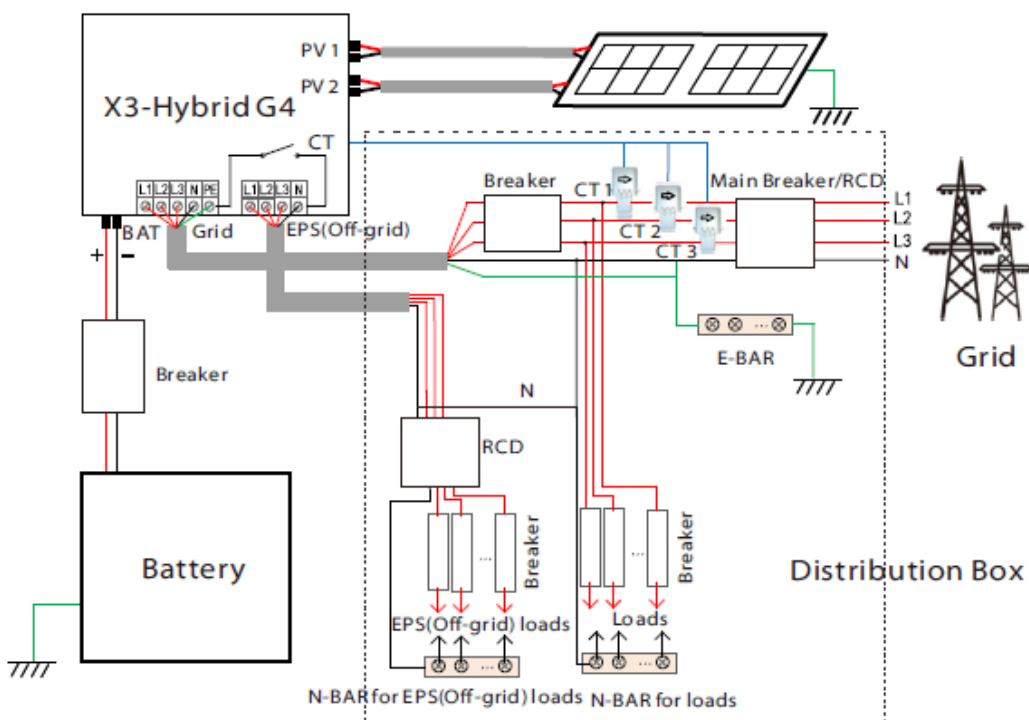 PV 1
PV 2
X3-Hybrid G4
CT
L1 L2 L3 N PE
L1 L2 L3 N
BAT
Grid
EPS(Off-grid)
+
−
Breaker
Battery
Breaker
CT 1
CT 2
CT 3
Main Breaker/RCD
L1
L2
L3
N
Grid
E-BAR
...
N
RCD
...
Breaker
...
Breaker
Distribution Box
EPS(Off-grid) loads
Loads
...
...
N-BAR for EPS(Off-grid) loads
N-BAR for loads